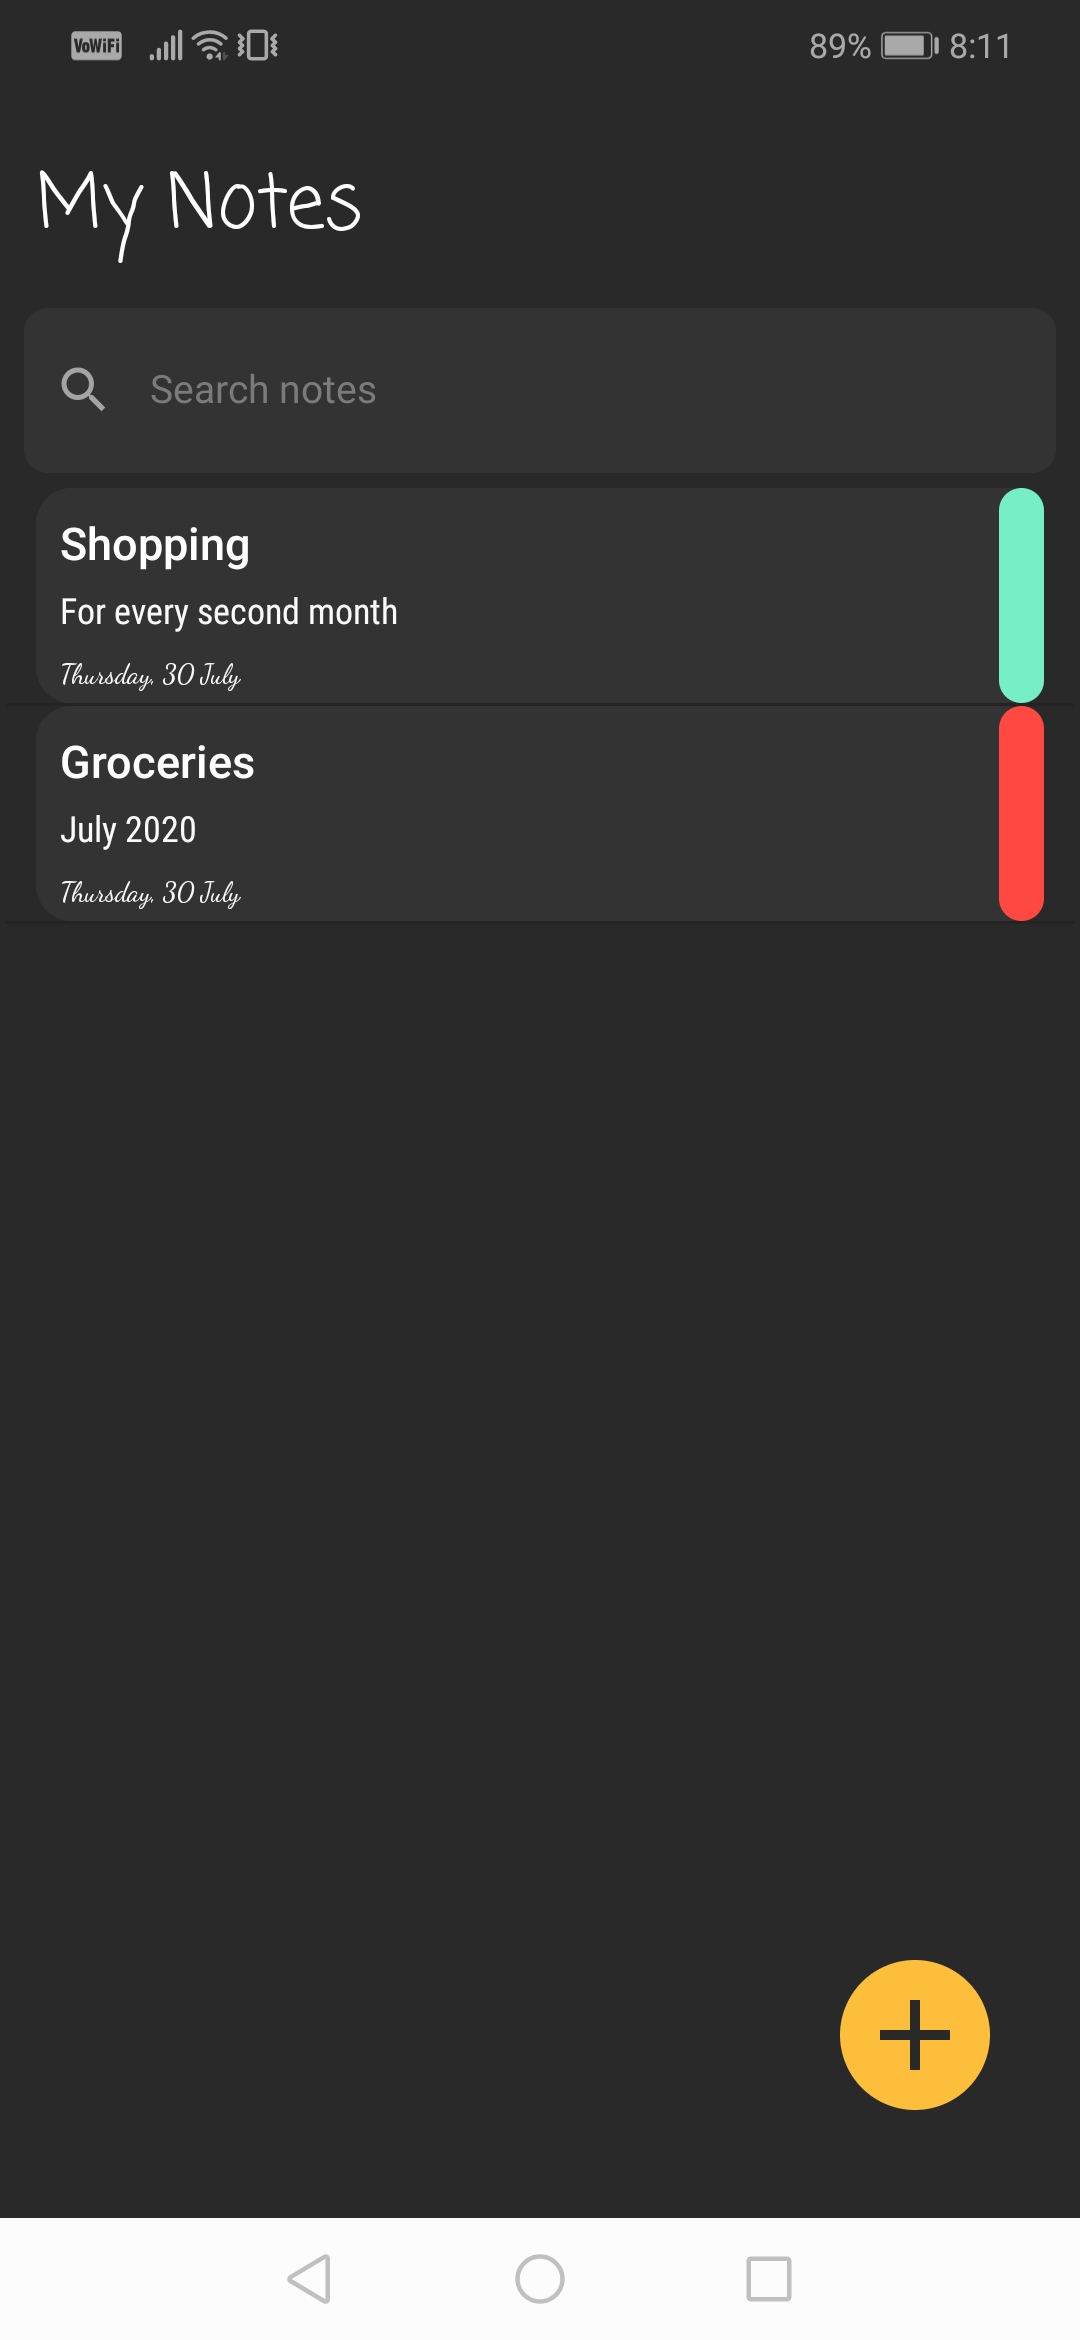 VoWiFi 89% 8:11
My Notes
Search notes
Shopping
For every second month
Thursday, 30 July
Groceries
July 2020
Thursday, 30 July